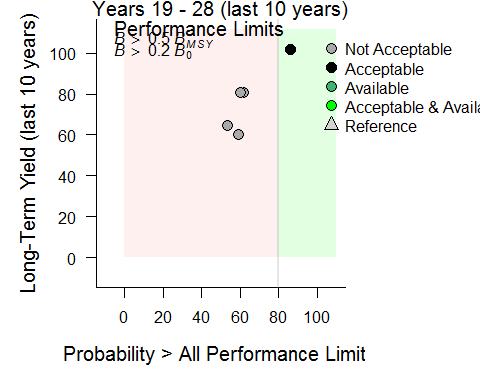 Years 19 - 28 (last 10 years)
Performance Limits
B > 0.5 B_MSY
B > 0.2 B_0
Long-Term Yield (last 10 years)
100
80
60
40
20
0
0 20 40 60 80 100
Probability > All Performance Limit
Not Acceptable
Acceptable
Available
Acceptable & Availa
Reference